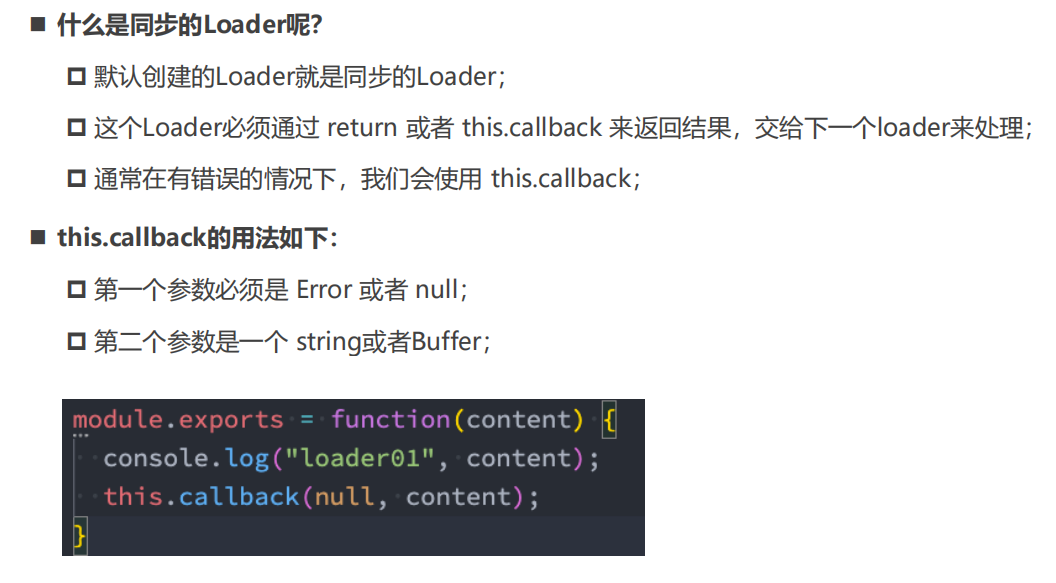 什么是同步的Loader呢？
默认创建的Loader就是同步的Loader；
这个Loader必须通过 return 或者 this.callback 来返回结果，交给下一个loader来处理；
通常在有错误的情况下，我们会使用 this.callback；
this.callback的用法如下：
第一个参数必须是 Error 或者 null；
第二个参数是一个 string或者Buffer；
module.exports = function(content) {
  console.log("loader01", content);
  this.callback(null, content);
}